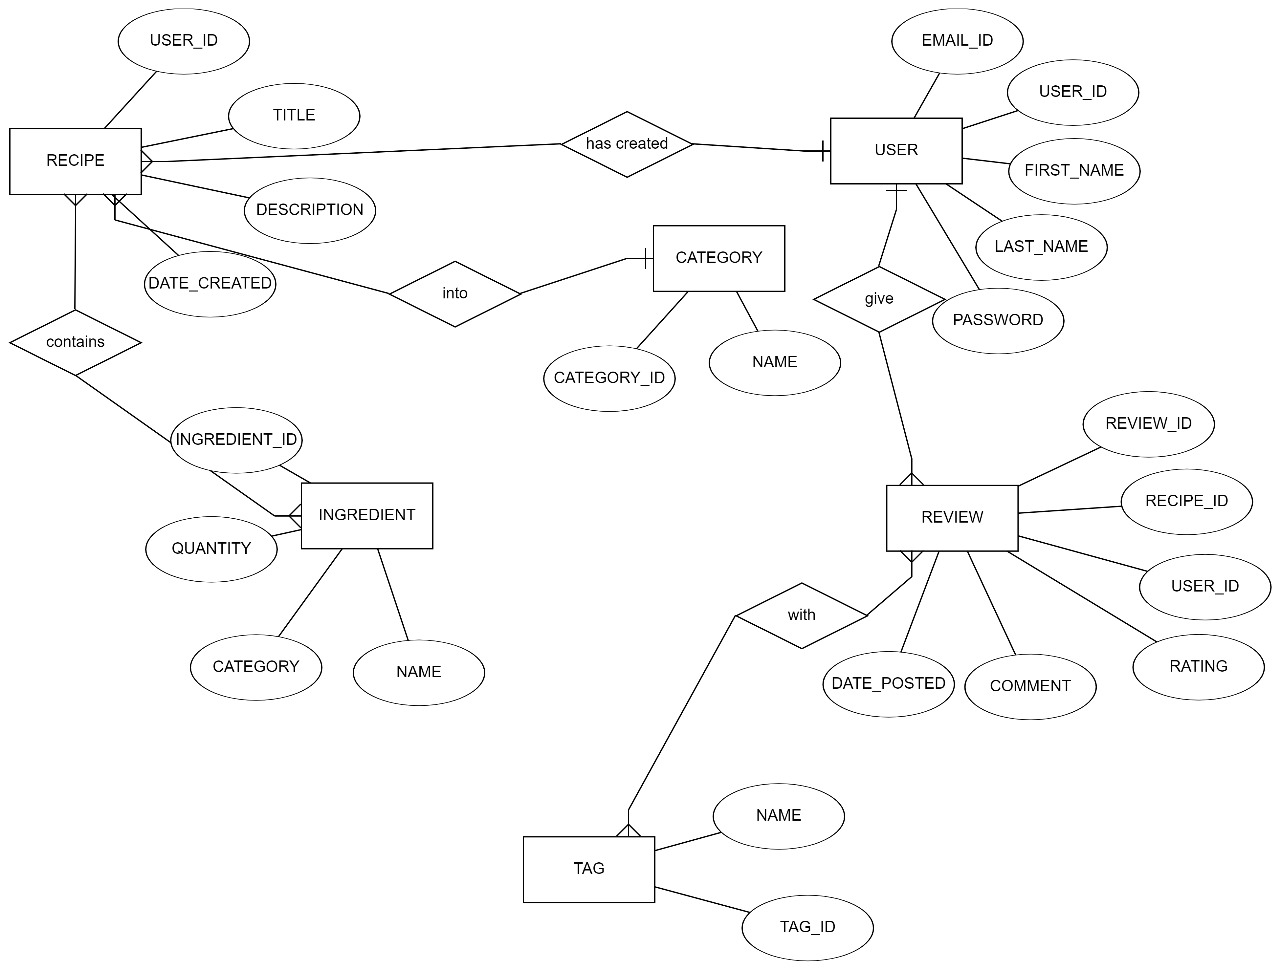 USER_ID
EMAIL_ID
TITLE
USER_ID
RECIPE
has created
USER
FIRST_NAME
DESCRIPTION
LAST_NAME
CATEGORY
DATE_CREATED
into
give
PASSWORD
contains
CATEGORY_ID
NAME
INGREDIENT_ID
REVIEW_ID
RECIPE_ID
INGREDIENT
REVIEW
QUANTITY
USER_ID
with
CATEGORY
NAME
RATING
DATE_POSTED
COMMENT
NAME
TAG
TAG_ID